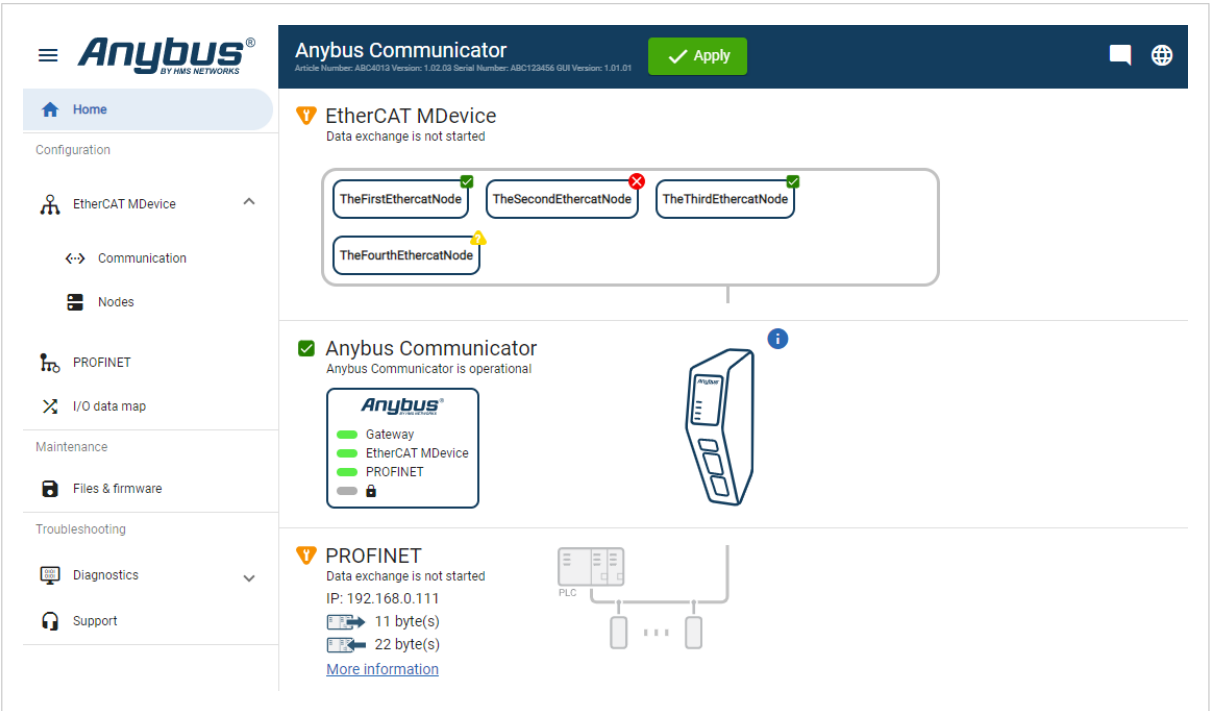 Anybus®
BY HMS NETWORKS
Anybus Communicator
Article Number: ABC4013 Version: 1.02.03 Serial Number: ABC123456 GUI Version: 1.01.01
Apply
Home
Configuration
EtherCAT MDevice
Communication
Nodes
PROFINET
I/O data map
Maintenance
Files & firmware
Troubleshooting
Diagnostics
Support
EtherCAT MDevice
Data exchange is not started
TheFirstEthercatNode
TheSecondEthercatNode
TheThirdEthercatNode
TheFourthEthercatNode
Anybus Communicator
Anybus Communicator is operational
Anybus®
BY HMS NETWORKS
Gateway
EtherCAT MDevice
PROFINET
Anybus
PROFINET
Data exchange is not started
IP: 192.168.0.111
11 byte(s)
22 byte(s)
More information
PLC